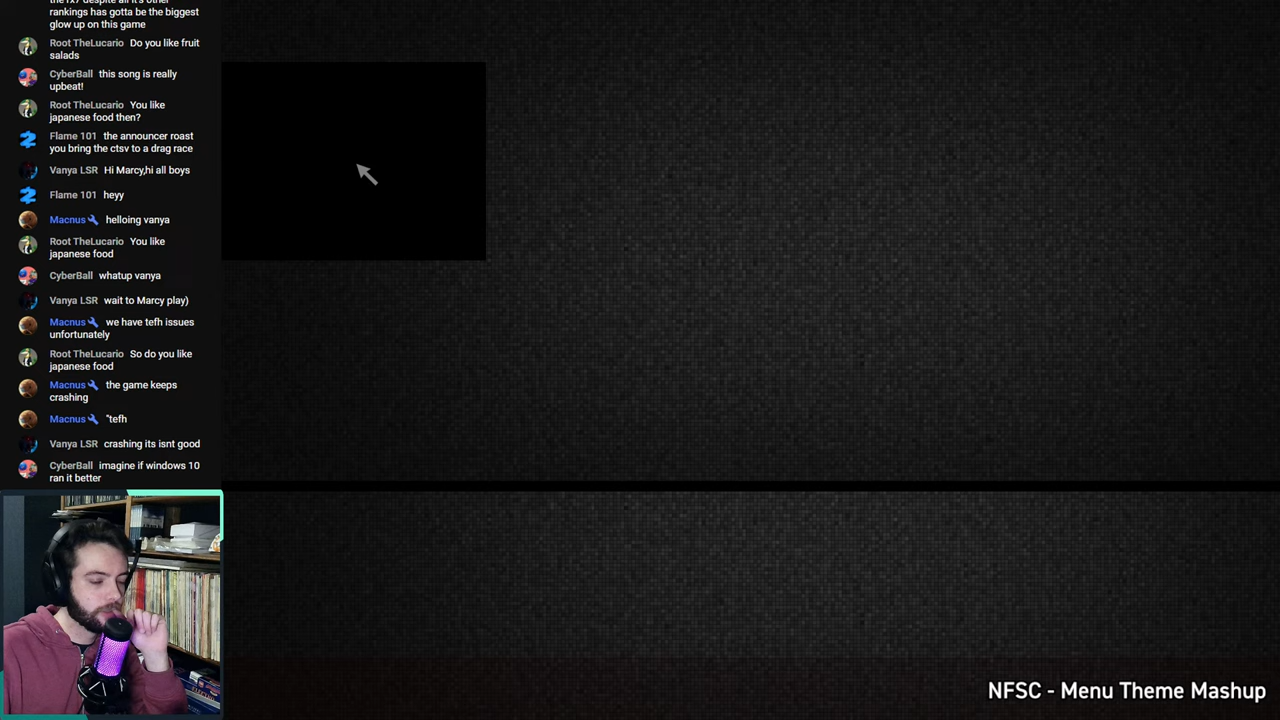 the rx7 despite all it's other
rankings has gotta be the biggest
glow up on this game
Root TheLucario Do you like fruit
salads
CyberBall this song is really
upbeat!
Root TheLucario You like
japanese food then?
Flame 101 the announcer roast
you bring the ctsv to a drag race
Vanya LSR Hi Marcy,hi all boys
Flame 101 heyy
Macnus helloing vanya
Root TheLucario You like
japanese food
CyberBall whatup vanya
Vanya LSR wait to Marcy play)
Macnus we have tefh issues
unfortunately
Root TheLucario So do you like
japanese food
Macnus the game keeps
crashing
Macnus "tefh
Vanya LSR crashing its isnt good
CyberBall imagine if windows 10
ran it better
NFSC - Menu Theme Mashup